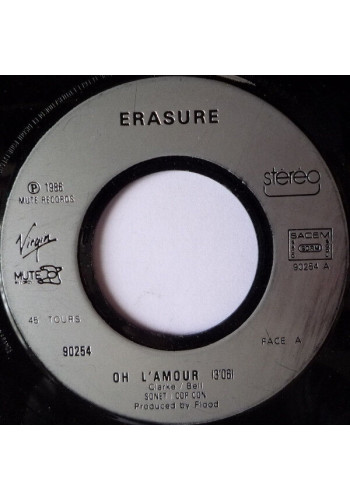 ERASURE
℗ 1986
MUTE RECORDS
stéréo
Virgin
MUTE
SACEM
90254 A
45 TOURS
90254
FACE A
OH L'AMOUR (3'06)
Clarke / Bell
SONET / COP CON
Produced by Flood